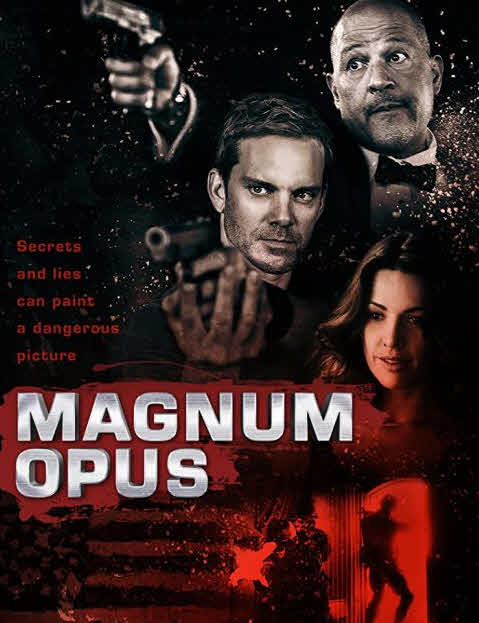 Secrets
and lies
can paint
a dangerous
picture
MAGNUM
OPUS